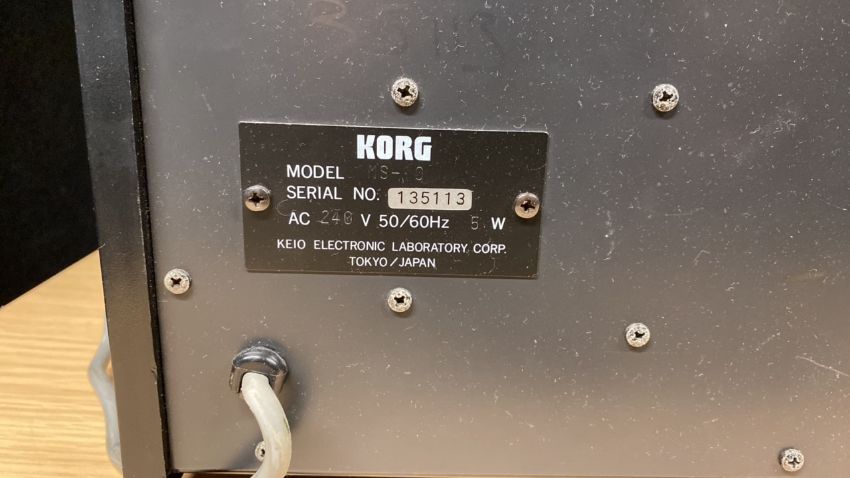 KORG
MODEL
SERIAL NO. 135113
AC 240 V 50/60Hz 5 W
KEIO ELECTRONIC LABORATORY CORP.
TOKYO/JAPAN